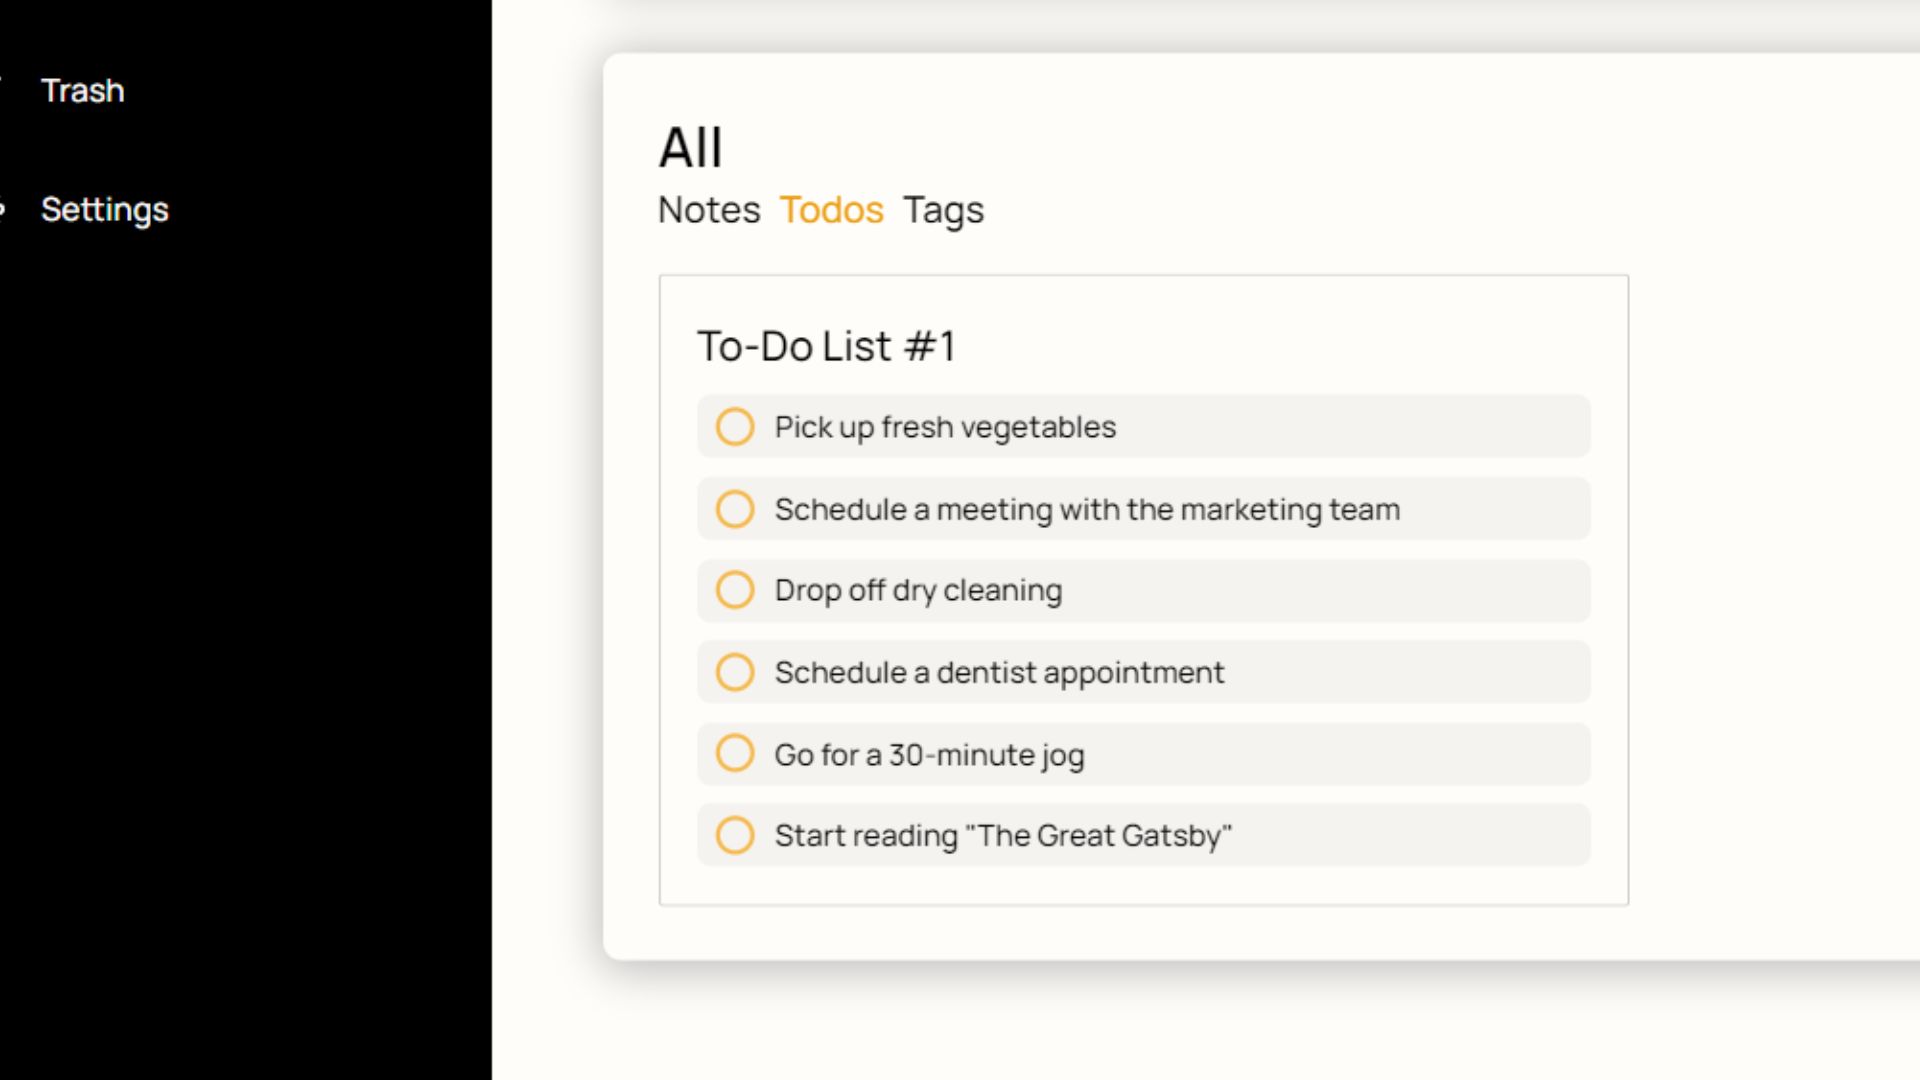 Trash
Settings
All
Notes Todos Tags
To-Do List #1
Pick up fresh vegetables
Schedule a meeting with the marketing team
Drop off dry cleaning
Schedule a dentist appointment
Go for a 30-minute jog
Start reading "The Great Gatsby"